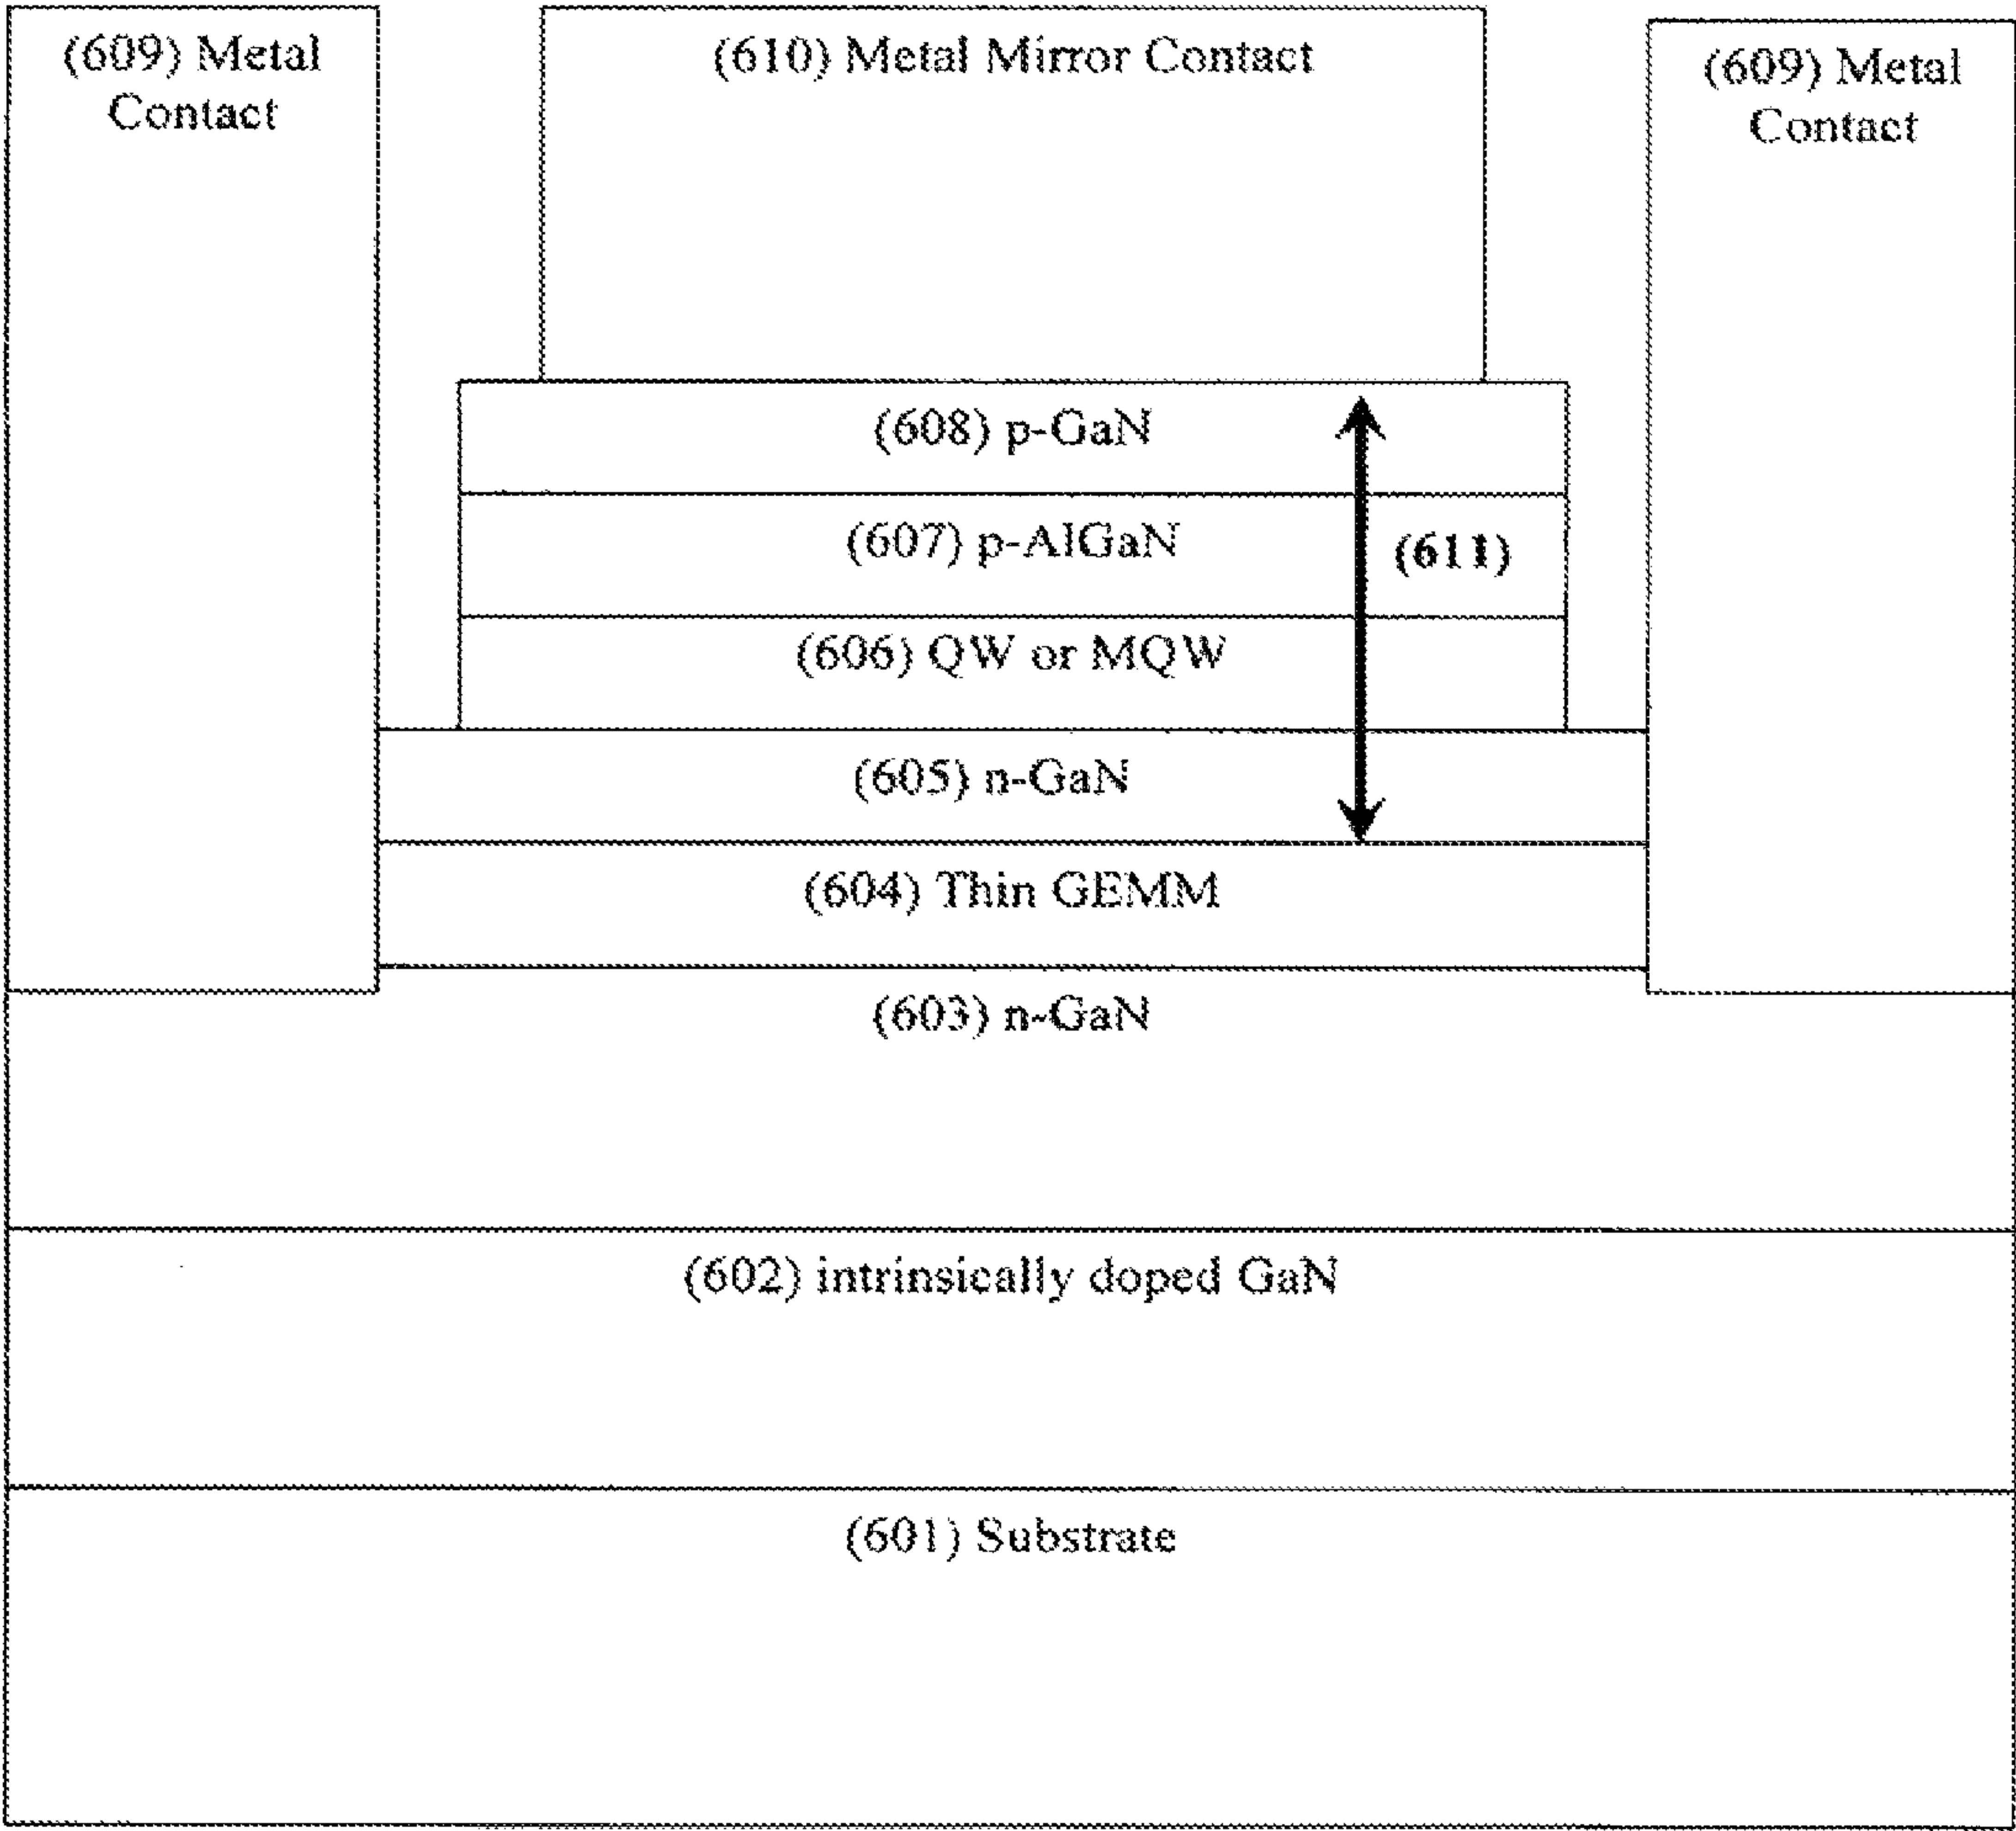 (609) Metal
Contact
(610) Metal Mirror Contact
(609) Metal
Contact
(608) p-GaN
(607) p-AlGaN
(611)
(606) QW or MQW
(605) n-GaN
(604) Thin GEMM
(603) n-GaN
(602) intrinsically doped GaN
(601) Substrate